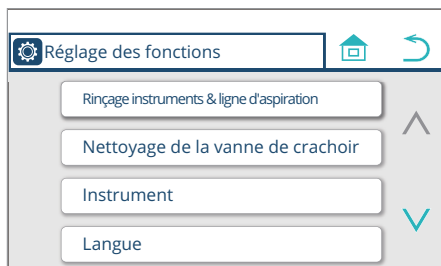 Réglage des fonctions
Rinçage instruments & ligne d'aspiration
Nettoyage de la vanne de crachoir
Instrument
Langue